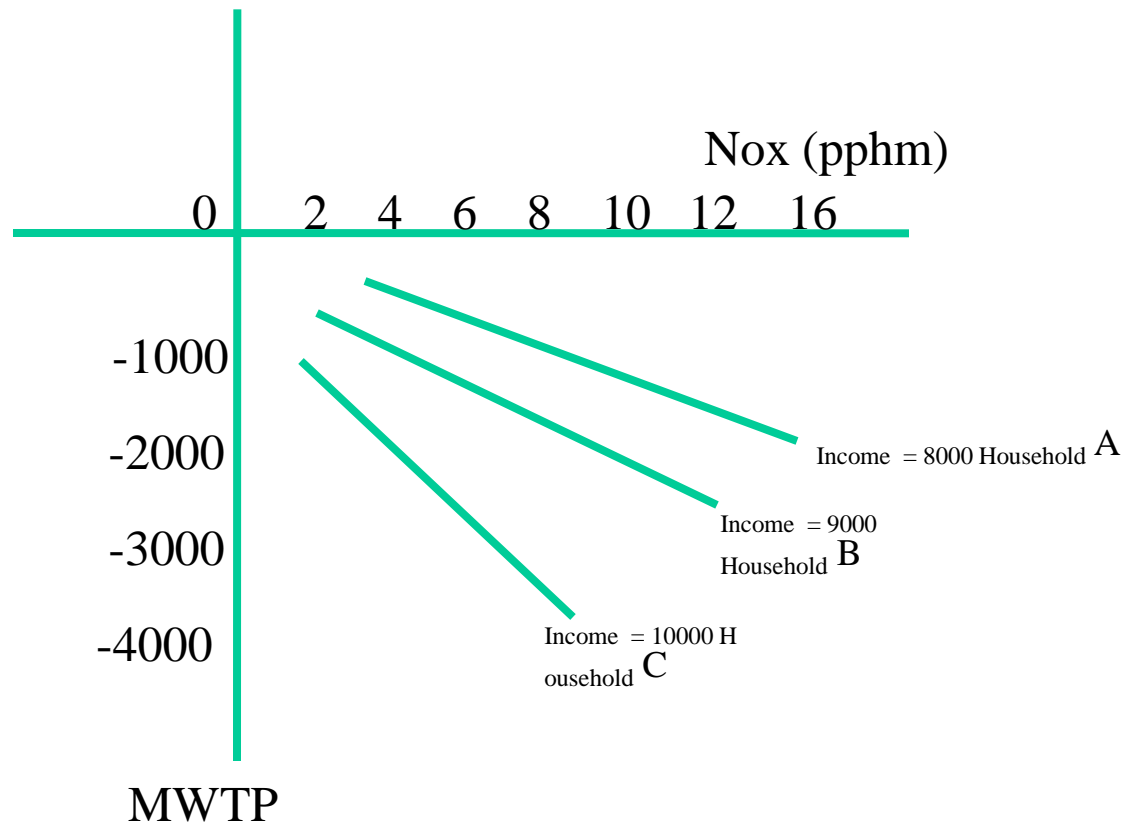 Nox (pphm)
0 2 4 6 8 10 12 16
-1000
-2000
-3000
-4000
Income = 8000 Household A
Income = 9000
Household B
Income = 10000 H
ousehold C
MWTP